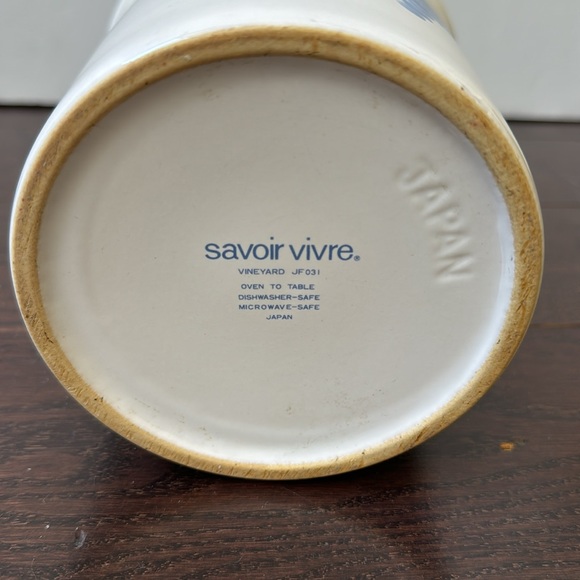 savoir vivre®
VINEYARD JF031
OVEN TO TABLE
DISHWASHER-SAFE
MICROWAVE-SAFE
JAPAN
JAPAN